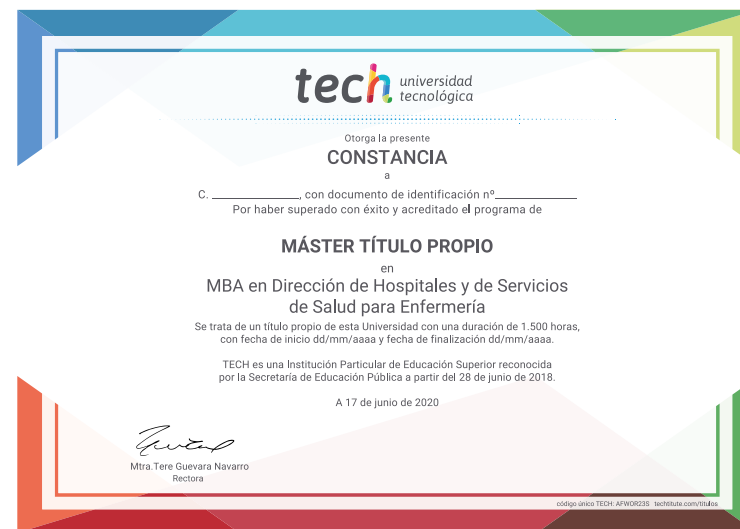 tech universidad
tecnológica
Otorga la presente
CONSTANCIA
a
C. ______________, con documento de identificación nº_____________
Por haber superado con éxito y acreditado el programa de
MÁSTER TÍTULO PROPIO
en
MBA en Dirección de Hospitales y de Servicios
de Salud para Enfermería
Se trata de un título propio de esta Universidad con una duración de 1.500 horas,
con fecha de inicio dd/mm/aaaa y fecha de finalización dd/mm/aaaa.
TECH es una Institución Particular de Educación Superior reconocida
por la Secretaría de Educación Pública a partir del 28 de junio de 2018.
A 17 de junio de 2020
Mtra.Tere Guevara Navarro
Rectora
código único TECH: AFWOR23S techtitute.com/titulos